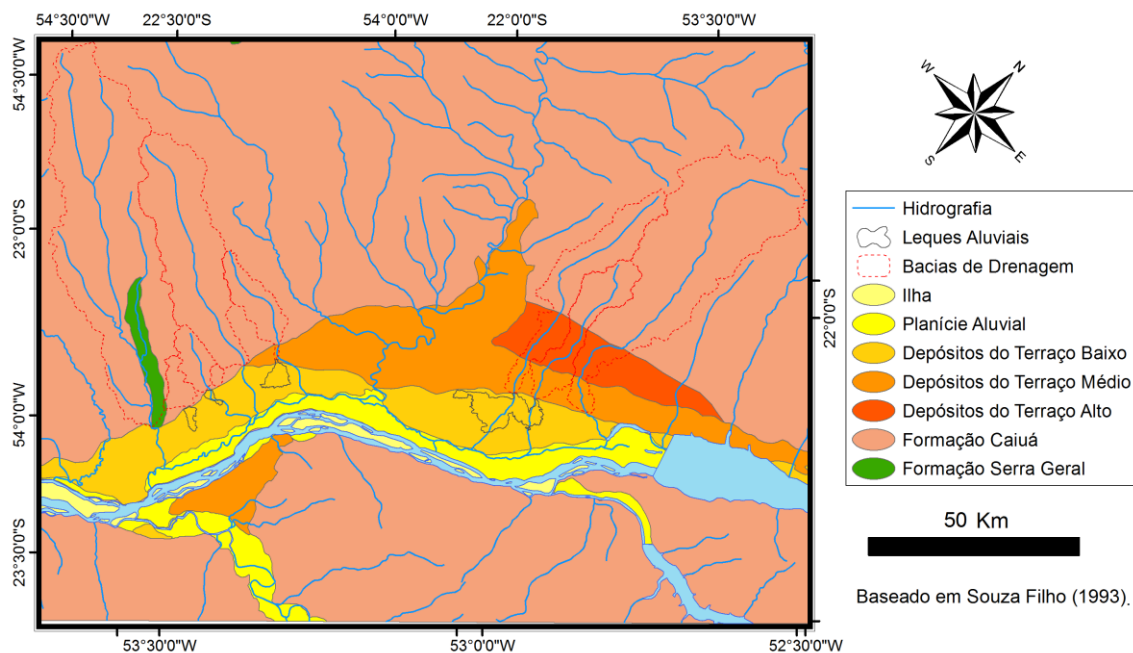 54°30'0"W 22°30'0"S 54°0'0"W 22°0'0"S 53°30'0"W
54°30'0"W
23°0'0"S
54°0'0"W
23°30'0"S
22°0'0"S
53°30'0"W 53°0'0"W 52°30'0"W
W N
S E
Hidrografia
Leques Aluviais
Bacias de Drenagem
Ilha
Planície Aluvial
Depósitos do Terraço Baixo
Depósitos do Terraço Médio
Depósitos do Terraço Alto
Formação Caiuá
Formação Serra Geral
50 Km
Baseado em Souza Filho (1993).